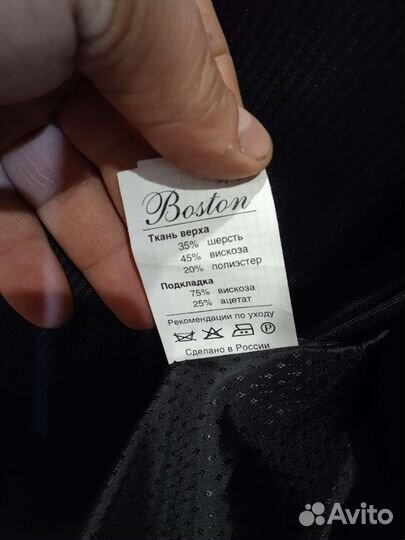 Boston
Ткань верха
35% шерсть
45% вискоза
20% полиэстер
Подкладка
75% вискоза
25% ацетат
Рекомендации по уходу
P
Сделано в России
Avito